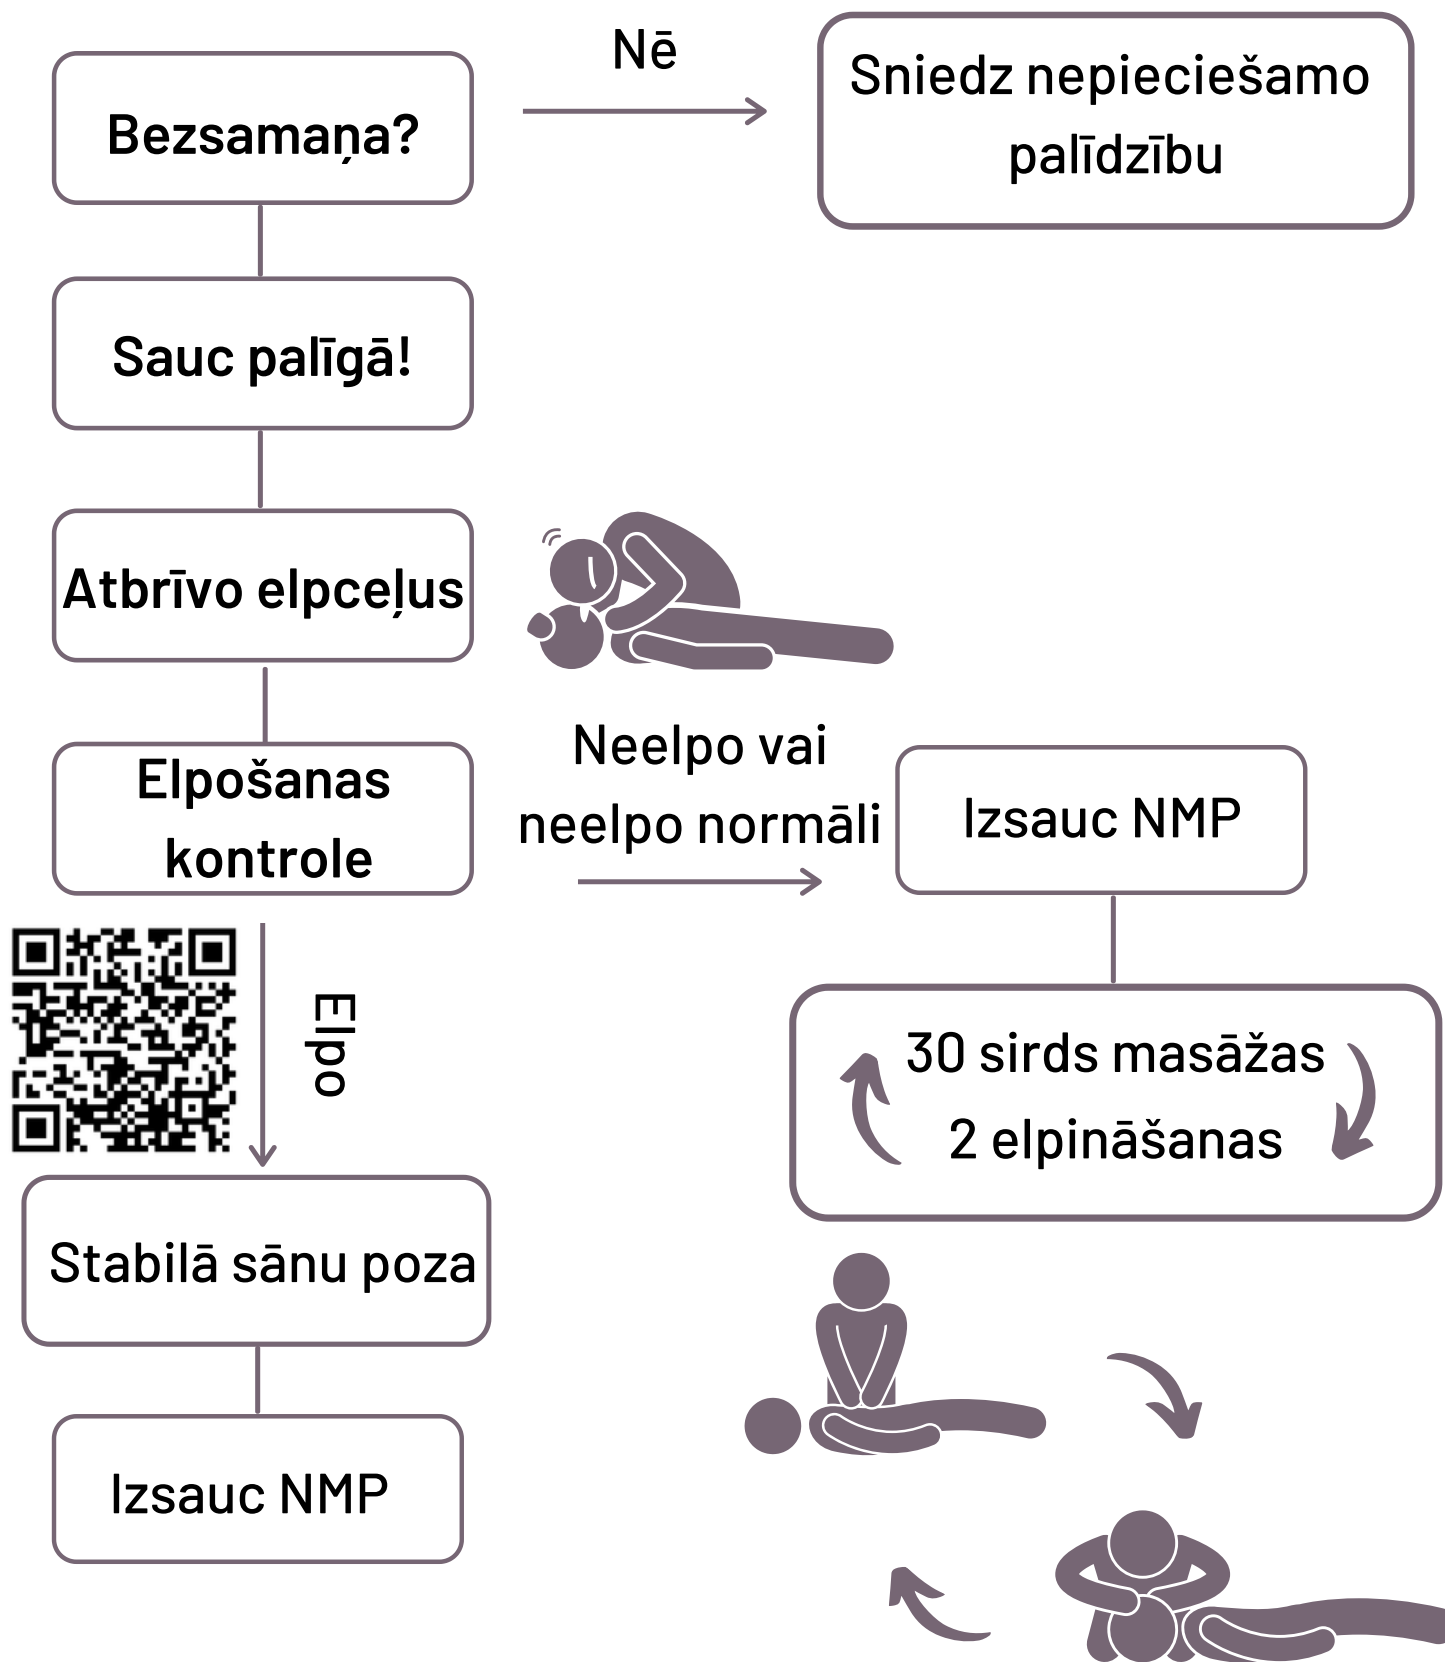 Bezsamaņa?
Nē
Sniedz nepieciešamo
palīdzību
Sauc palīgā!
Atbrīvo elpceļus
Elpošanas
kontrole
Neelpo vai
neelpo normāli
Izsauc NMP
30 sirds masāžas
2 elpināšanas
Elpo
Stabilā sānu poza
Izsauc NMP